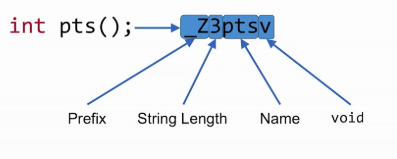 int pts(); _Z3ptsv
Prefix String Length Name void